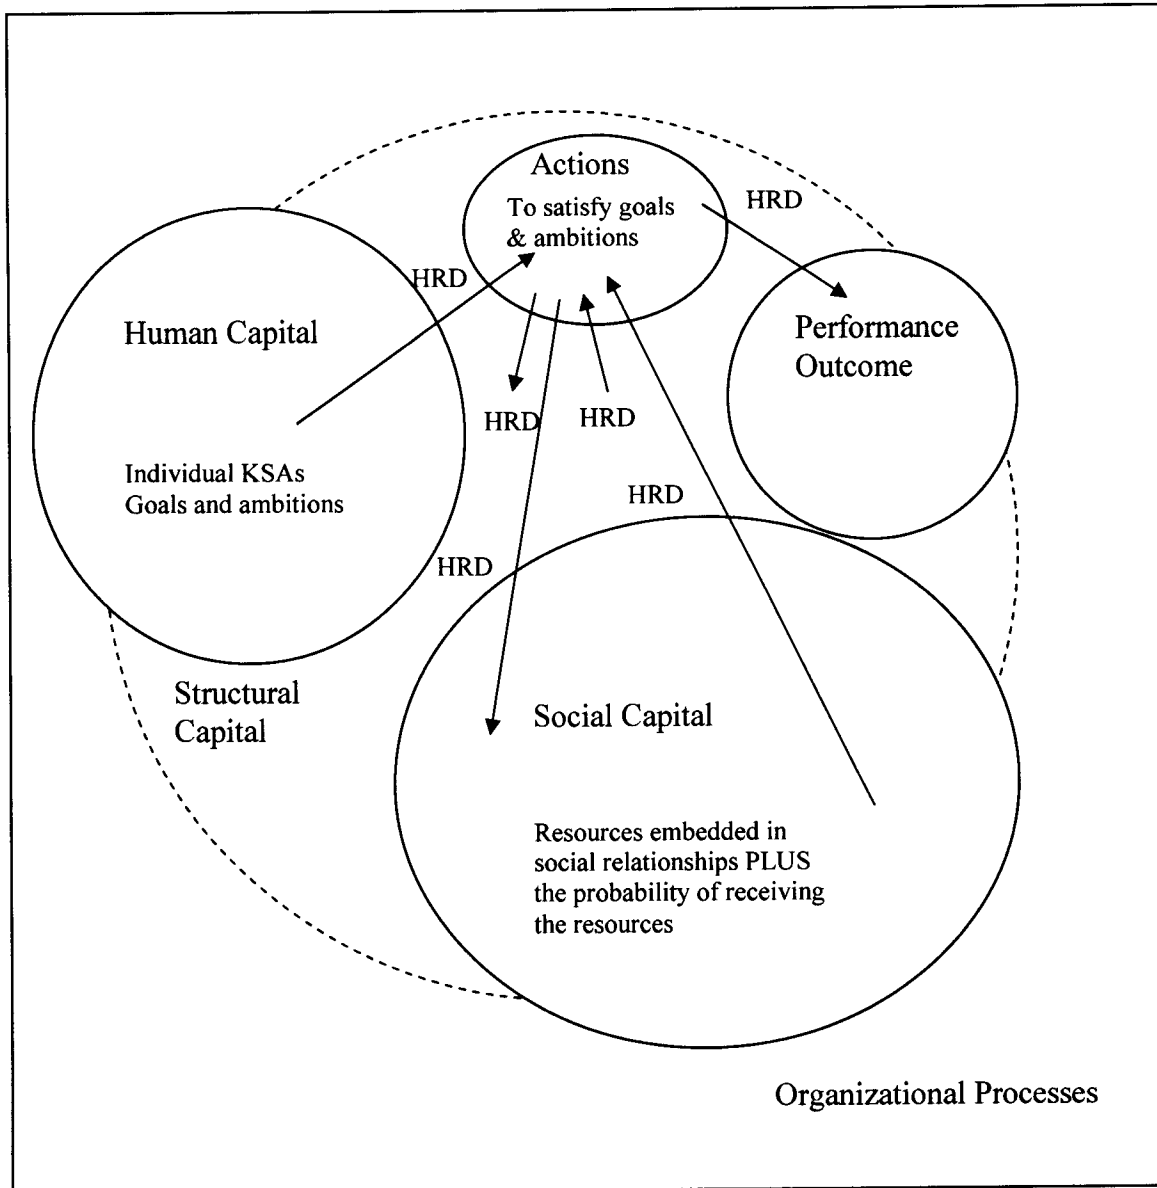 Actions
To satisfy goals
& ambitions
HRD
HRD
Human Capital
Performance
Outcome
HRD
HRD
Individual KSAs
Goals and ambitions
HRD
HRD
Structural
Capital
Social Capital
Resources embedded in
social relationships PLUS
the probability of receiving
the resources
Organizational Processes